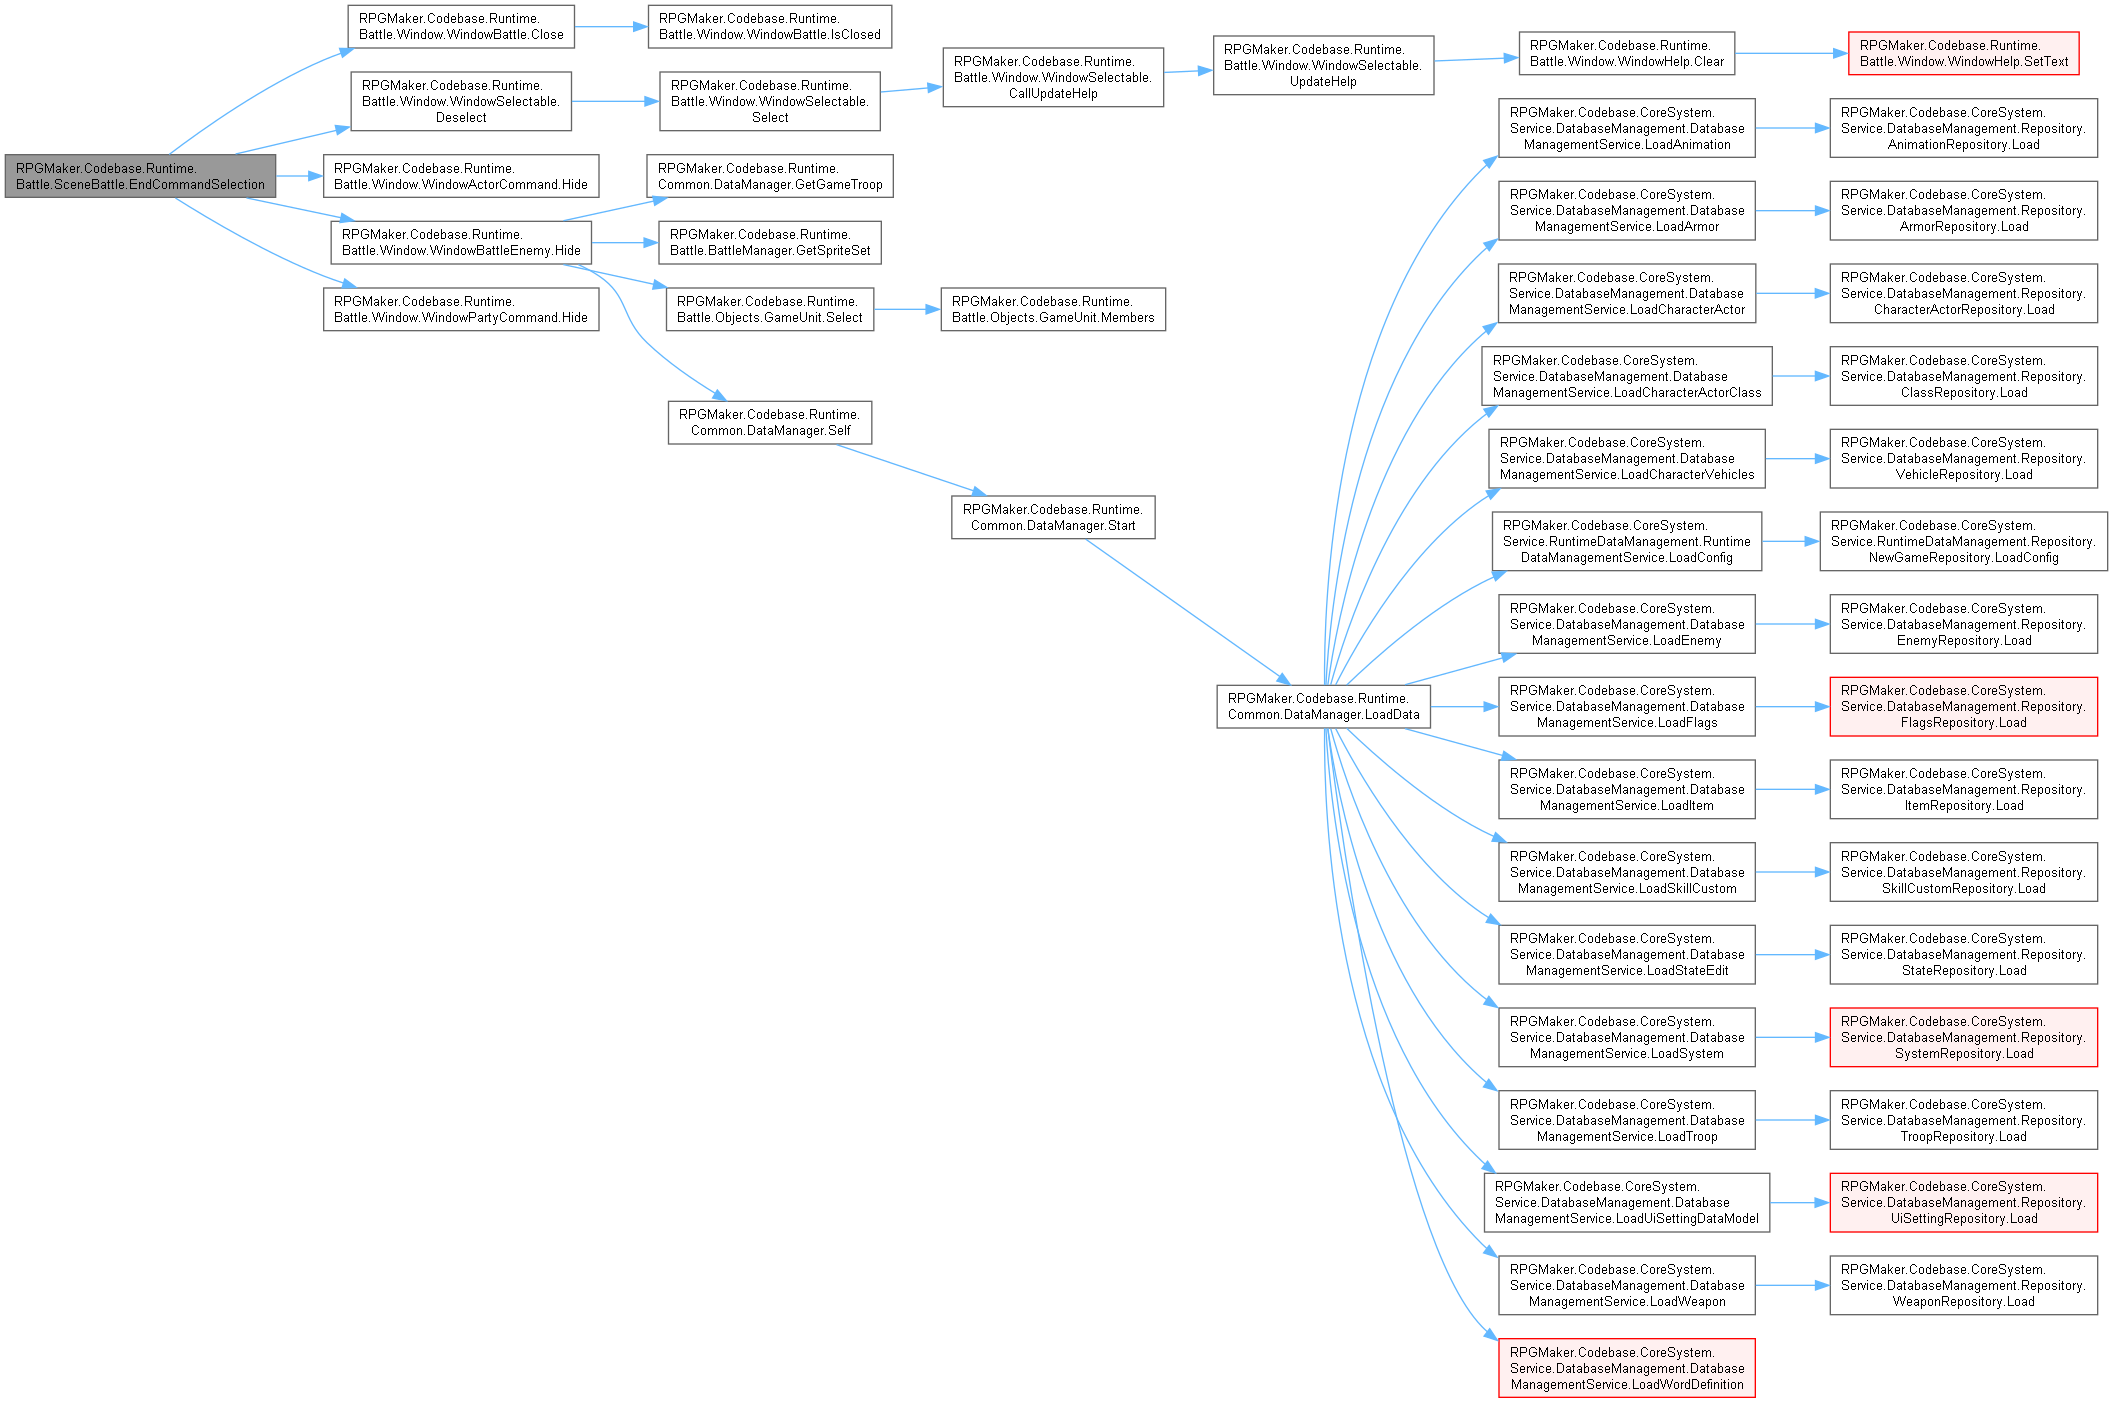 RPGMaker.Codebase.Runtime.
Battle.SceneBattle.EndCommandSelection
RPGMaker.Codebase.Runtime.
Battle.Window.WindowBattle.Close
RPGMaker.Codebase.Runtime.
Battle.Window.WindowBattle.IsClosed
RPGMaker.Codebase.Runtime.
Battle.Window.WindowSelectable.
Deselect
RPGMaker.Codebase.Runtime.
Battle.Window.WindowSelectable.
Select
RPGMaker.Codebase.Runtime.
Battle.Window.WindowSelectable.
CallUpdateHelp
RPGMaker.Codebase.Runtime.
Battle.Window.WindowSelectable.
UpdateHelp
RPGMaker.Codebase.Runtime.
Battle.Window.WindowHelp.Clear
RPGMaker.Codebase.Runtime.
Battle.Window.WindowHelp.SetText
RPGMaker.Codebase.Runtime.
Battle.Window.WindowActorCommand.Hide
RPGMaker.Codebase.Runtime.
Battle.Window.WindowBattleEnemy.Hide
RPGMaker.Codebase.Runtime.
Common.DataManager.GetGameTroop
RPGMaker.Codebase.Runtime.
Battle.BattleManager.GetSpriteSet
RPGMaker.Codebase.Runtime.
Battle.Objects.GameUnit.Select
RPGMaker.Codebase.Runtime.
Battle.Objects.GameUnit.Members
RPGMaker.Codebase.Runtime.
Battle.Window.WindowPartyCommand.Hide
RPGMaker.Codebase.Runtime.
Common.DataManager.Self
RPGMaker.Codebase.Runtime.
Common.DataManager.Start
RPGMaker.Codebase.Runtime.
Common.DataManager.LoadData
RPGMaker.Codebase.CoreSystem.
Service.DatabaseManagement.Database
ManagementService.LoadAnimation
RPGMaker.Codebase.CoreSystem.
Service.DatabaseManagement.Repository.
AnimationRepository.Load
RPGMaker.Codebase.CoreSystem.
Service.DatabaseManagement.Database
ManagementService.LoadArmor
RPGMaker.Codebase.CoreSystem.
Service.DatabaseManagement.Repository.
ArmorRepository.Load
RPGMaker.Codebase.CoreSystem.
Service.DatabaseManagement.Database
ManagementService.LoadCharacterActor
RPGMaker.Codebase.CoreSystem.
Service.DatabaseManagement.Repository.
CharacterActorRepository.Load
RPGMaker.Codebase.CoreSystem.
Service.DatabaseManagement.Database
ManagementService.LoadCharacterActorClass
RPGMaker.Codebase.CoreSystem.
Service.DatabaseManagement.Repository.
ClassRepository.Load
RPGMaker.Codebase.CoreSystem.
Service.DatabaseManagement.Database
ManagementService.LoadCharacterVehicles
RPGMaker.Codebase.CoreSystem.
Service.DatabaseManagement.Repository.
VehicleRepository.Load
RPGMaker.Codebase.CoreSystem.
Service.RuntimeDataManagement.Runtime
DataManagementService.LoadConfig
RPGMaker.Codebase.CoreSystem.
Service.RuntimeDataManagement.Repository.
NewGameRepository.LoadConfig
RPGMaker.Codebase.CoreSystem.
Service.DatabaseManagement.Database
ManagementService.LoadEnemy
RPGMaker.Codebase.CoreSystem.
Service.DatabaseManagement.Repository.
EnemyRepository.Load
RPGMaker.Codebase.CoreSystem.
Service.DatabaseManagement.Database
ManagementService.LoadFlags
RPGMaker.Codebase.CoreSystem.
Service.DatabaseManagement.Repository.
FlagsRepository.Load
RPGMaker.Codebase.CoreSystem.
Service.DatabaseManagement.Database
ManagementService.LoadItem
RPGMaker.Codebase.CoreSystem.
Service.DatabaseManagement.Repository.
ItemRepository.Load
RPGMaker.Codebase.CoreSystem.
Service.DatabaseManagement.Database
ManagementService.LoadSkillCustom
RPGMaker.Codebase.CoreSystem.
Service.DatabaseManagement.Repository.
SkillCustomRepository.Load
RPGMaker.Codebase.CoreSystem.
Service.DatabaseManagement.Database
ManagementService.LoadStateEdit
RPGMaker.Codebase.CoreSystem.
Service.DatabaseManagement.Repository.
StateRepository.Load
RPGMaker.Codebase.CoreSystem.
Service.DatabaseManagement.Database
ManagementService.LoadSystem
RPGMaker.Codebase.CoreSystem.
Service.DatabaseManagement.Repository.
SystemRepository.Load
RPGMaker.Codebase.CoreSystem.
Service.DatabaseManagement.Database
ManagementService.LoadTroop
RPGMaker.Codebase.CoreSystem.
Service.DatabaseManagement.Repository.
TroopRepository.Load
RPGMaker.Codebase.CoreSystem.
Service.DatabaseManagement.Database
ManagementService.LoadUiSettingDataModel
RPGMaker.Codebase.CoreSystem.
Service.DatabaseManagement.Repository.
UiSettingRepository.Load
RPGMaker.Codebase.CoreSystem.
Service.DatabaseManagement.Database
ManagementService.LoadWeapon
RPGMaker.Codebase.CoreSystem.
Service.DatabaseManagement.Repository.
WeaponRepository.Load
RPGMaker.Codebase.CoreSystem.
Service.DatabaseManagement.Database
ManagementService.LoadWordDefinition